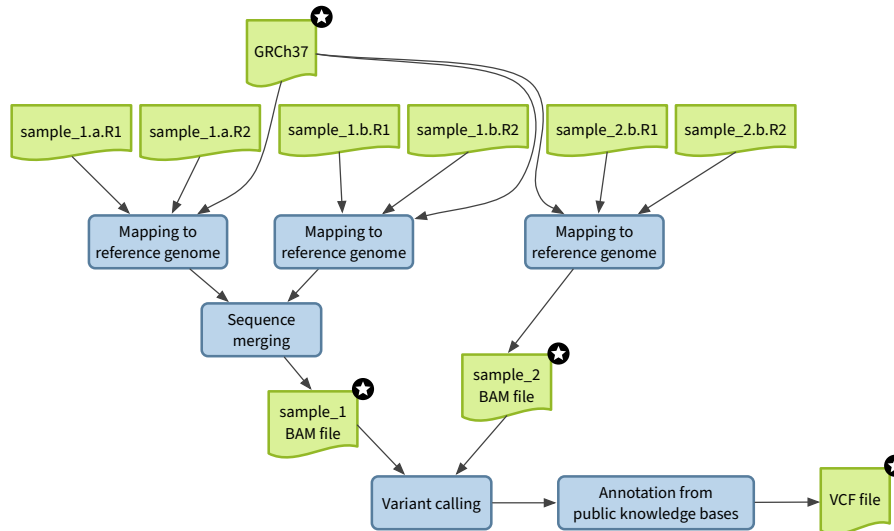 GRCh37
sample_1.a.R1
sample_1.a.R2
sample_1.b.R1
sample_1.b.R2
sample_2.b.R1
sample_2.b.R2
Mapping to
reference genome
Mapping to
reference genome
Mapping to
reference genome
Sequence
merging
sample_1
BAM file
sample_2
BAM file
Variant calling
Annotation from
public knowledge bases
VCF file